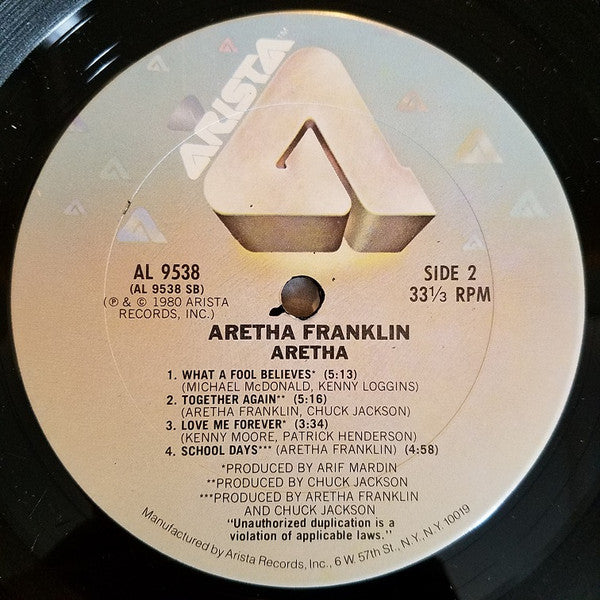 ARISTA™
AL 9538
(AL 9538 SB)
(℗ & © 1980 ARISTA
RECORDS, INC.)
SIDE 2
33⅓ RPM
ARETHA FRANKLIN
ARETHA
1. WHAT A FOOL BELIEVES* (5:13)
(MICHAEL McDONALD, KENNY LOGGINS)
2. TOGETHER AGAIN** (5:16)
(ARETHA FRANKLIN, CHUCK JACKSON)
3. LOVE ME FOREVER* (3:34)
(KENNY MOORE, PATRICK HENDERSON)
4. SCHOOL DAYS*** (ARETHA FRANKLIN) (4:58)
*PRODUCED BY ARIF MARDIN
**PRODUCED BY CHUCK JACKSON
***PRODUCED BY ARETHA FRANKLIN
AND CHUCK JACKSON
"Unauthorized duplication is a
violation of applicable laws."
Manufactured by Arista Records, Inc., 6 W. 57th St., N.Y., N.Y. 10019